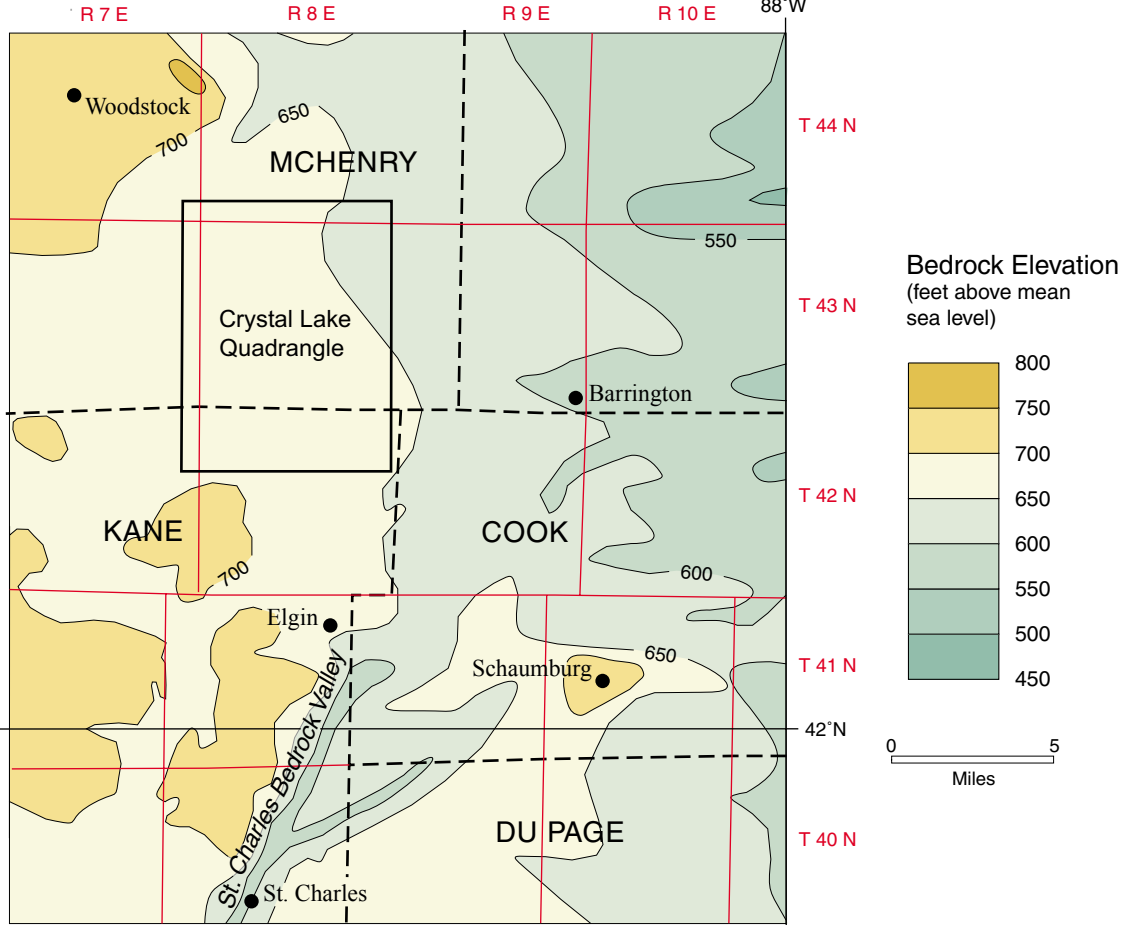 R 7 E
R 8 E
R 9 E
R 10 E
88˚W
Woodstock
700
650
MCHENRY
T 44 N
550
Crystal Lake
Quadrangle
T 43 N
Barrington
T 42 N
KANE
COOK
700
600
Elgin
650
Schaumburg
T 41 N
42˚N
St. Charles Bedrock Valley
DU PAGE
T 40 N
St. Charles
Bedrock Elevation
(feet above mean
sea level)
800
750
700
650
600
550
500
450
0
5
Miles